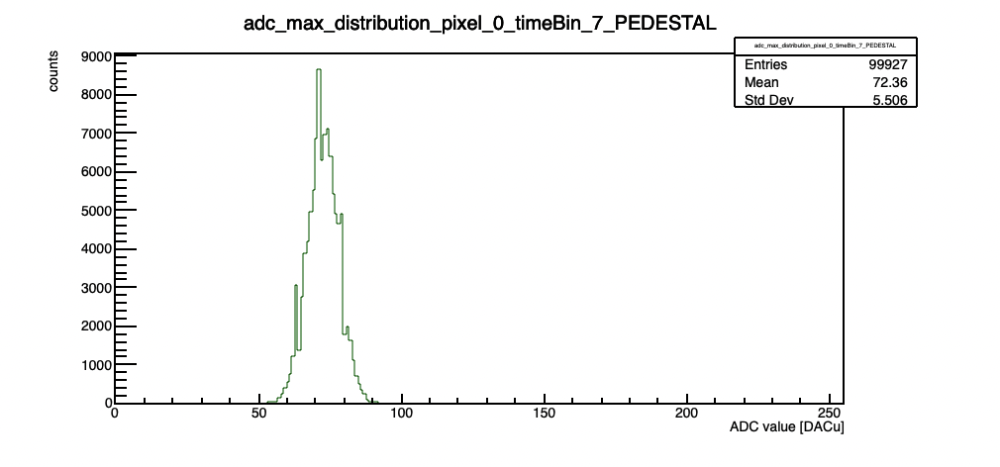 adc_max_distribution_pixel_0_timeBin_7_PEDESTAL
adc_max_distribution_pixel_0_timeBin_7_PEDESTAL
Entries 99927
Mean 72.36
Std Dev 5.506
counts
9000
8000
7000
6000
5000
4000
3000
2000
1000
0
0 50 100 150 200 250
ADC value [DACu]